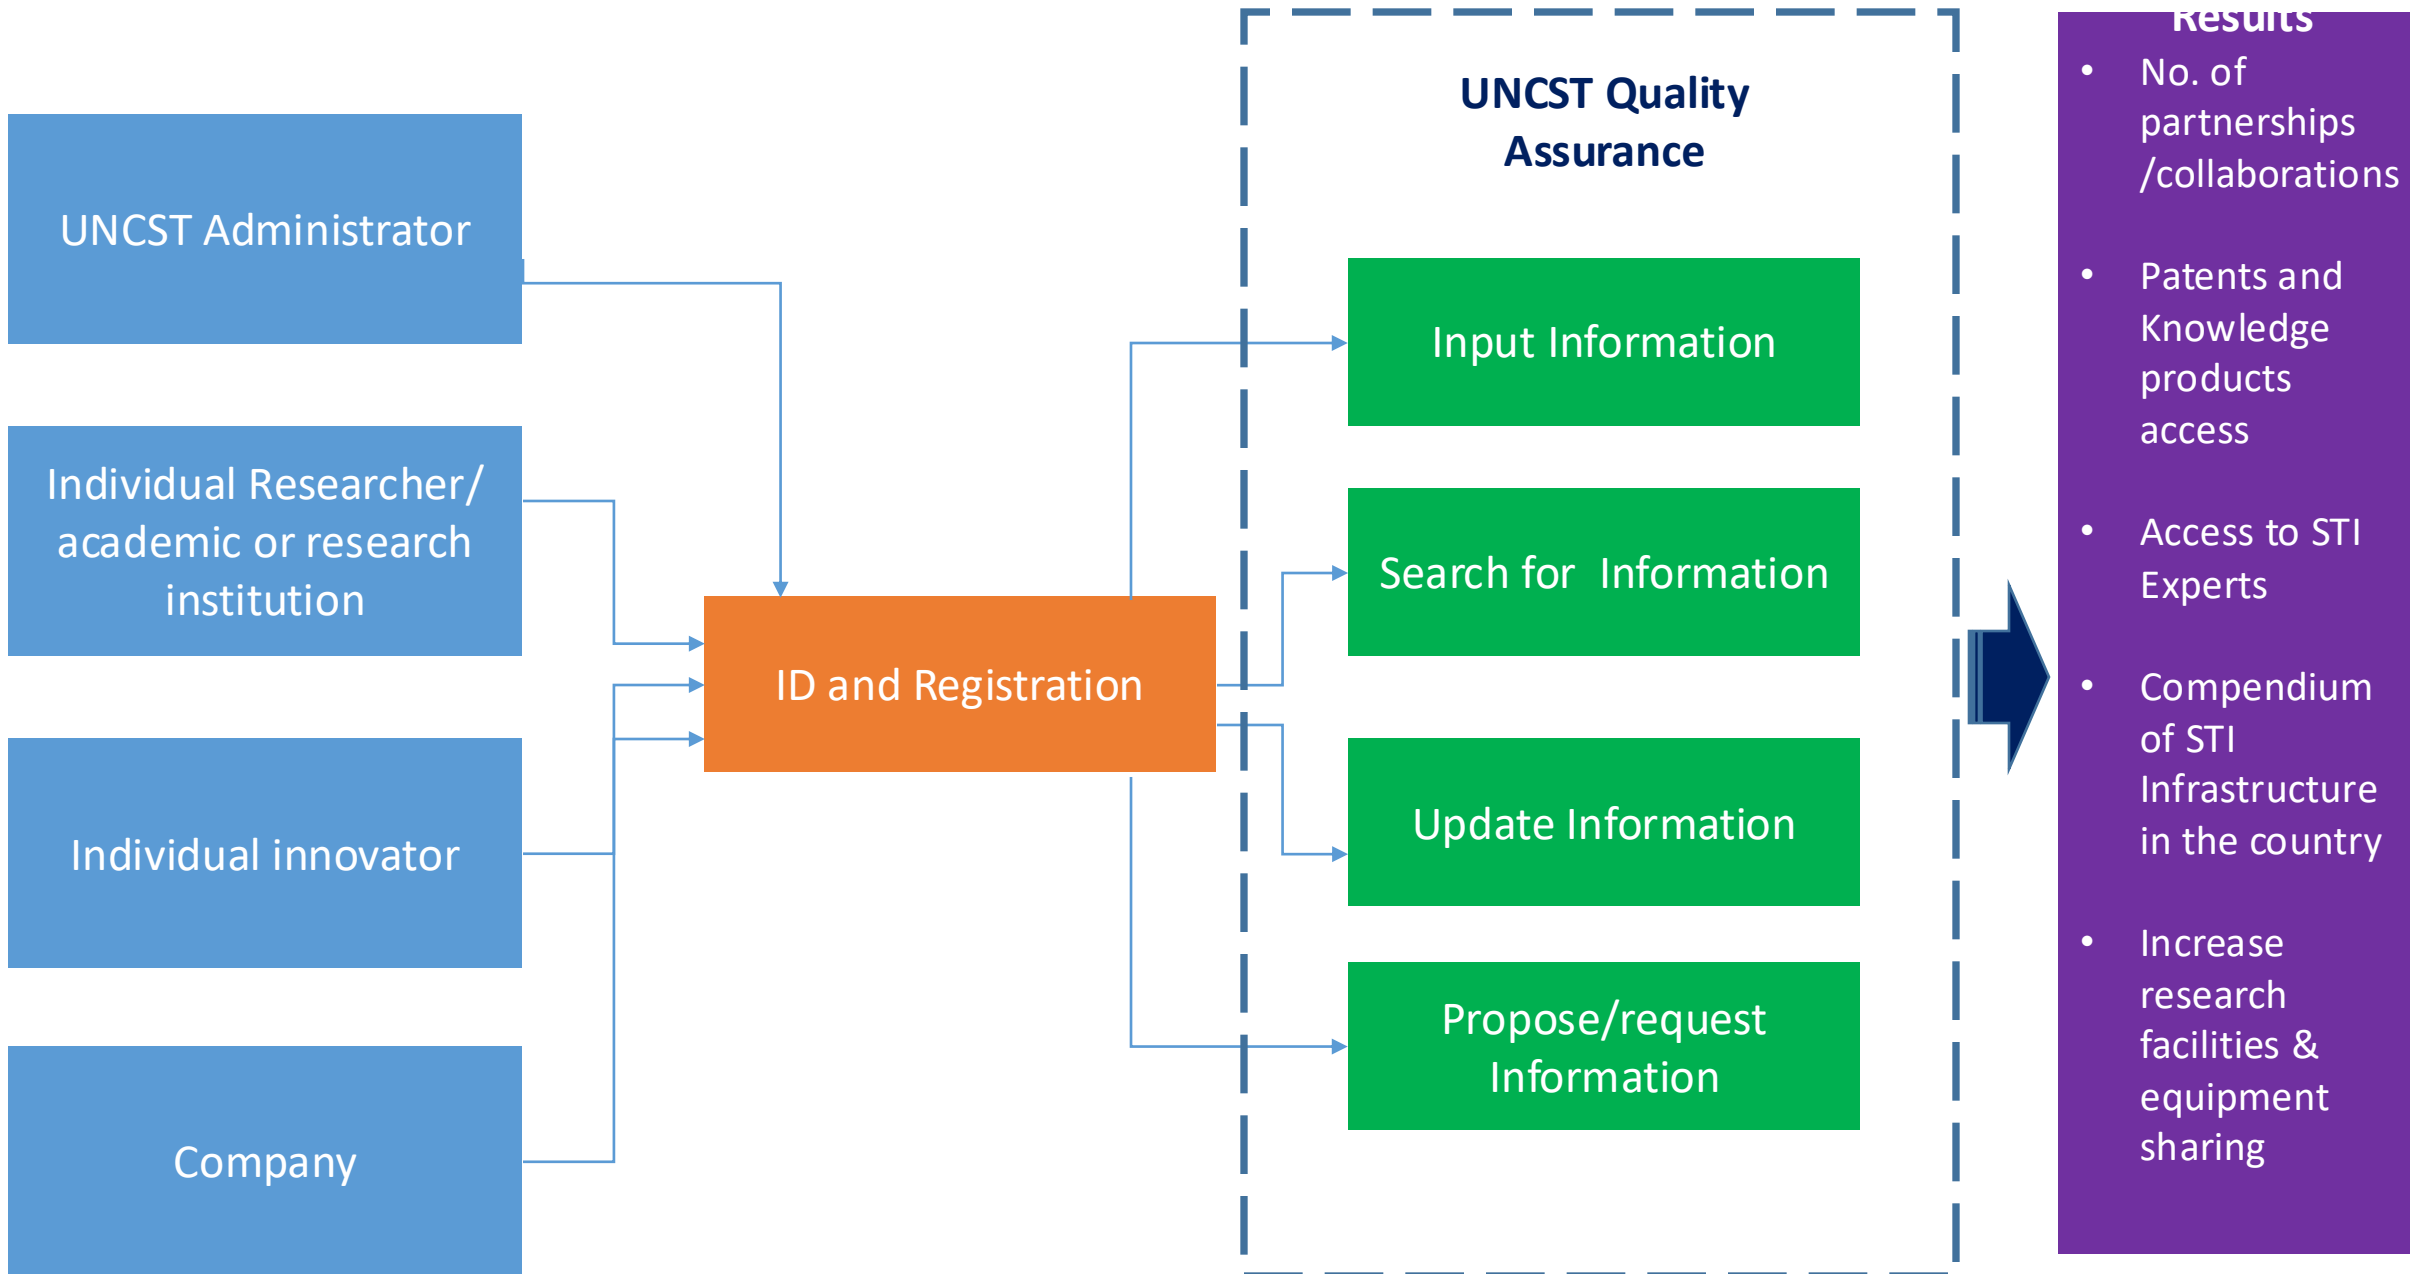 UNCST Administrator
Individual Researcher/
academic or research
institution
Individual innovator
Company
ID and Registration
UNCST Quality
Assurance
Input Information
Search for  Information
Update Information
Propose/request
Information
Results
• No. of
partnerships
/collaborations
• Patents and
Knowledge
products
access
• Access to STI
Experts
• Compendium
of STI
Infrastructure
in the country
• Increase
research
facilities &
equipment
sharing